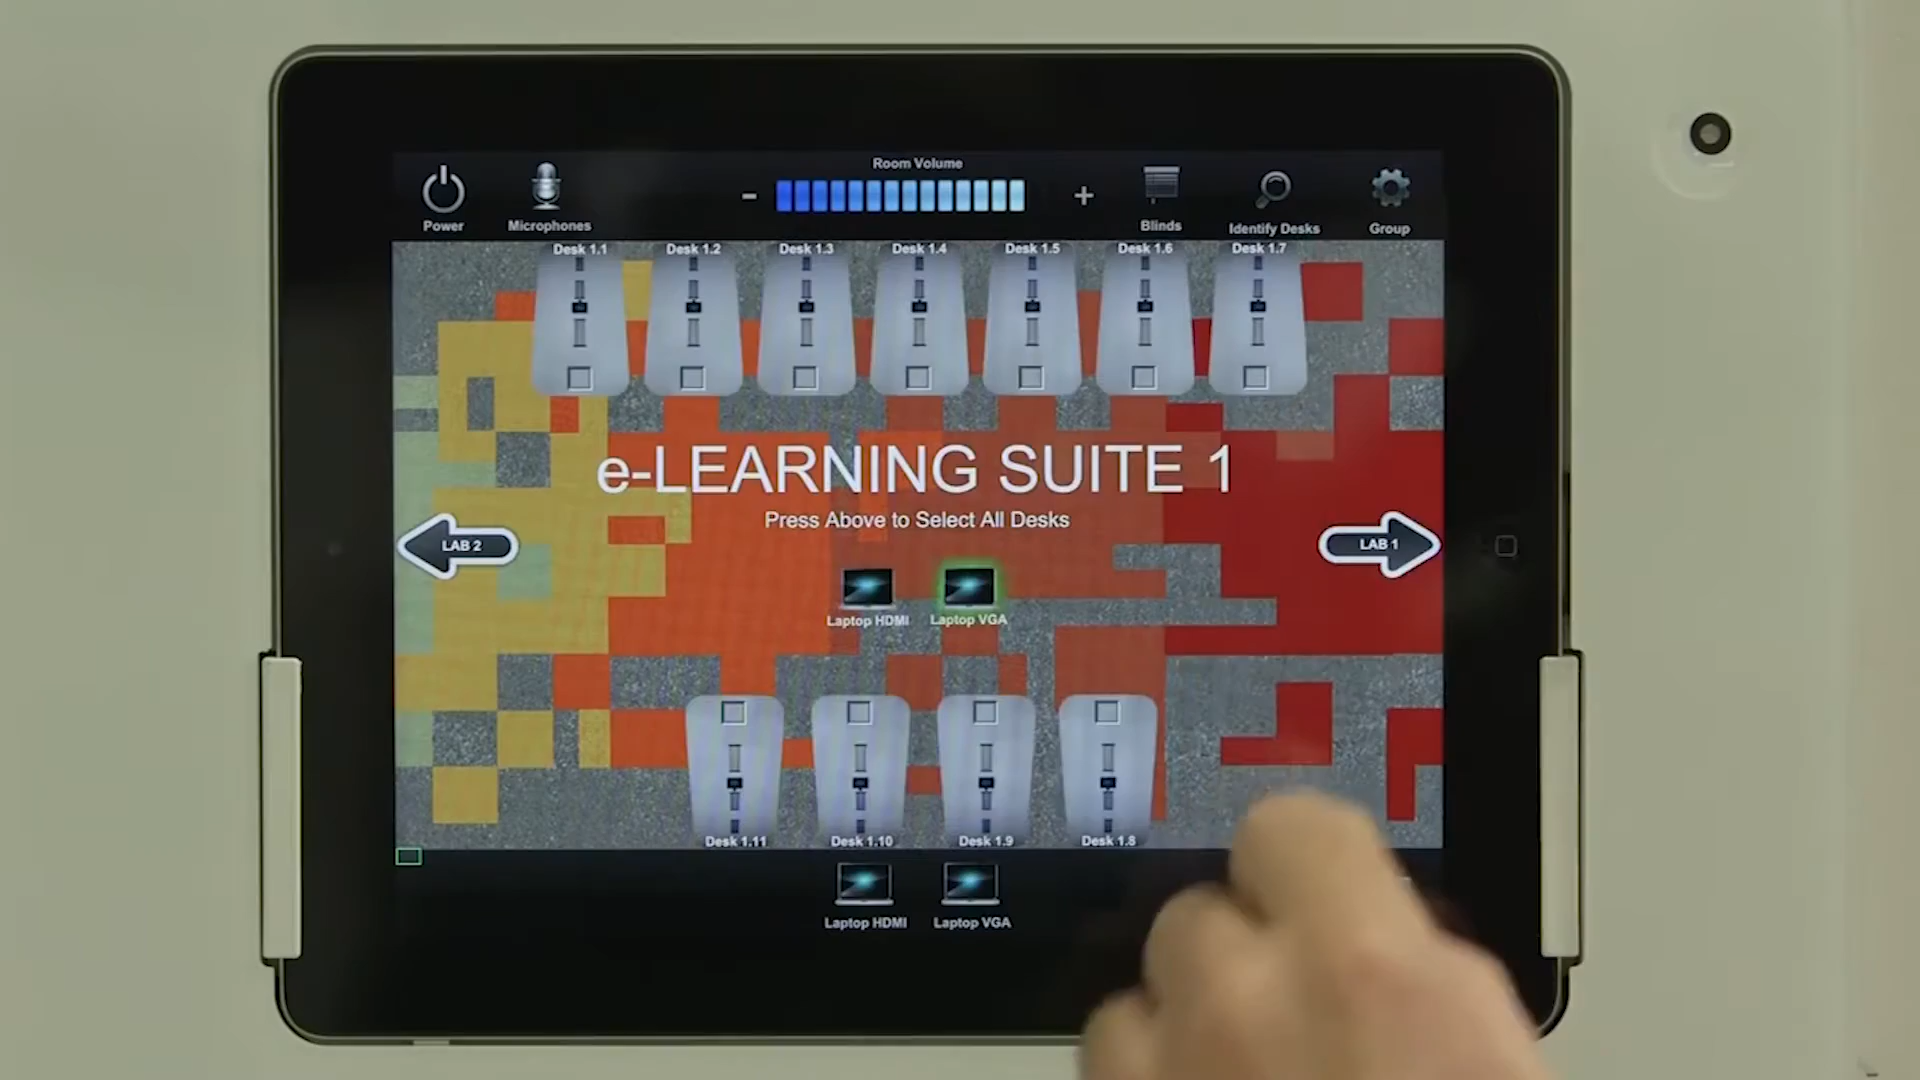 Room Volume
- +
Power Microphones Blinds Identify Desks Group
Desk 1.1 Desk 1.2 Desk 1.3 Desk 1.4 Desk 1.5 Desk 1.6 Desk 1.7
e-LEARNING SUITE 1
Press Above to Select All Desks
LAB 2 LAB 1
Laptop HDMI Laptop VGA
Desk 1.11 Desk 1.10 Desk 1.9 Desk 1.8
Laptop HDMI Laptop VGA